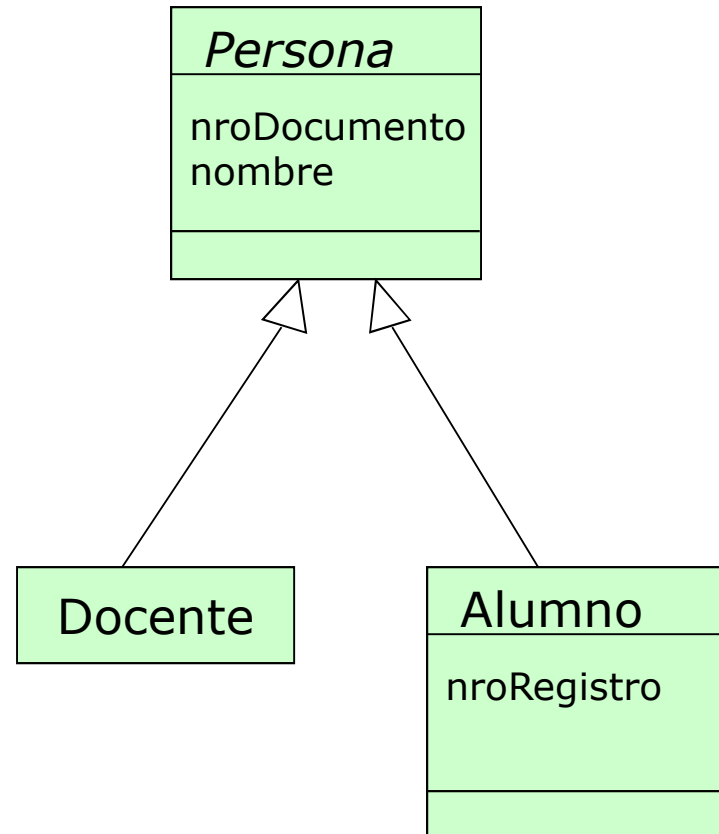 Persona
nroDocumento
nombre
Docente
Alumno
nroRegistro